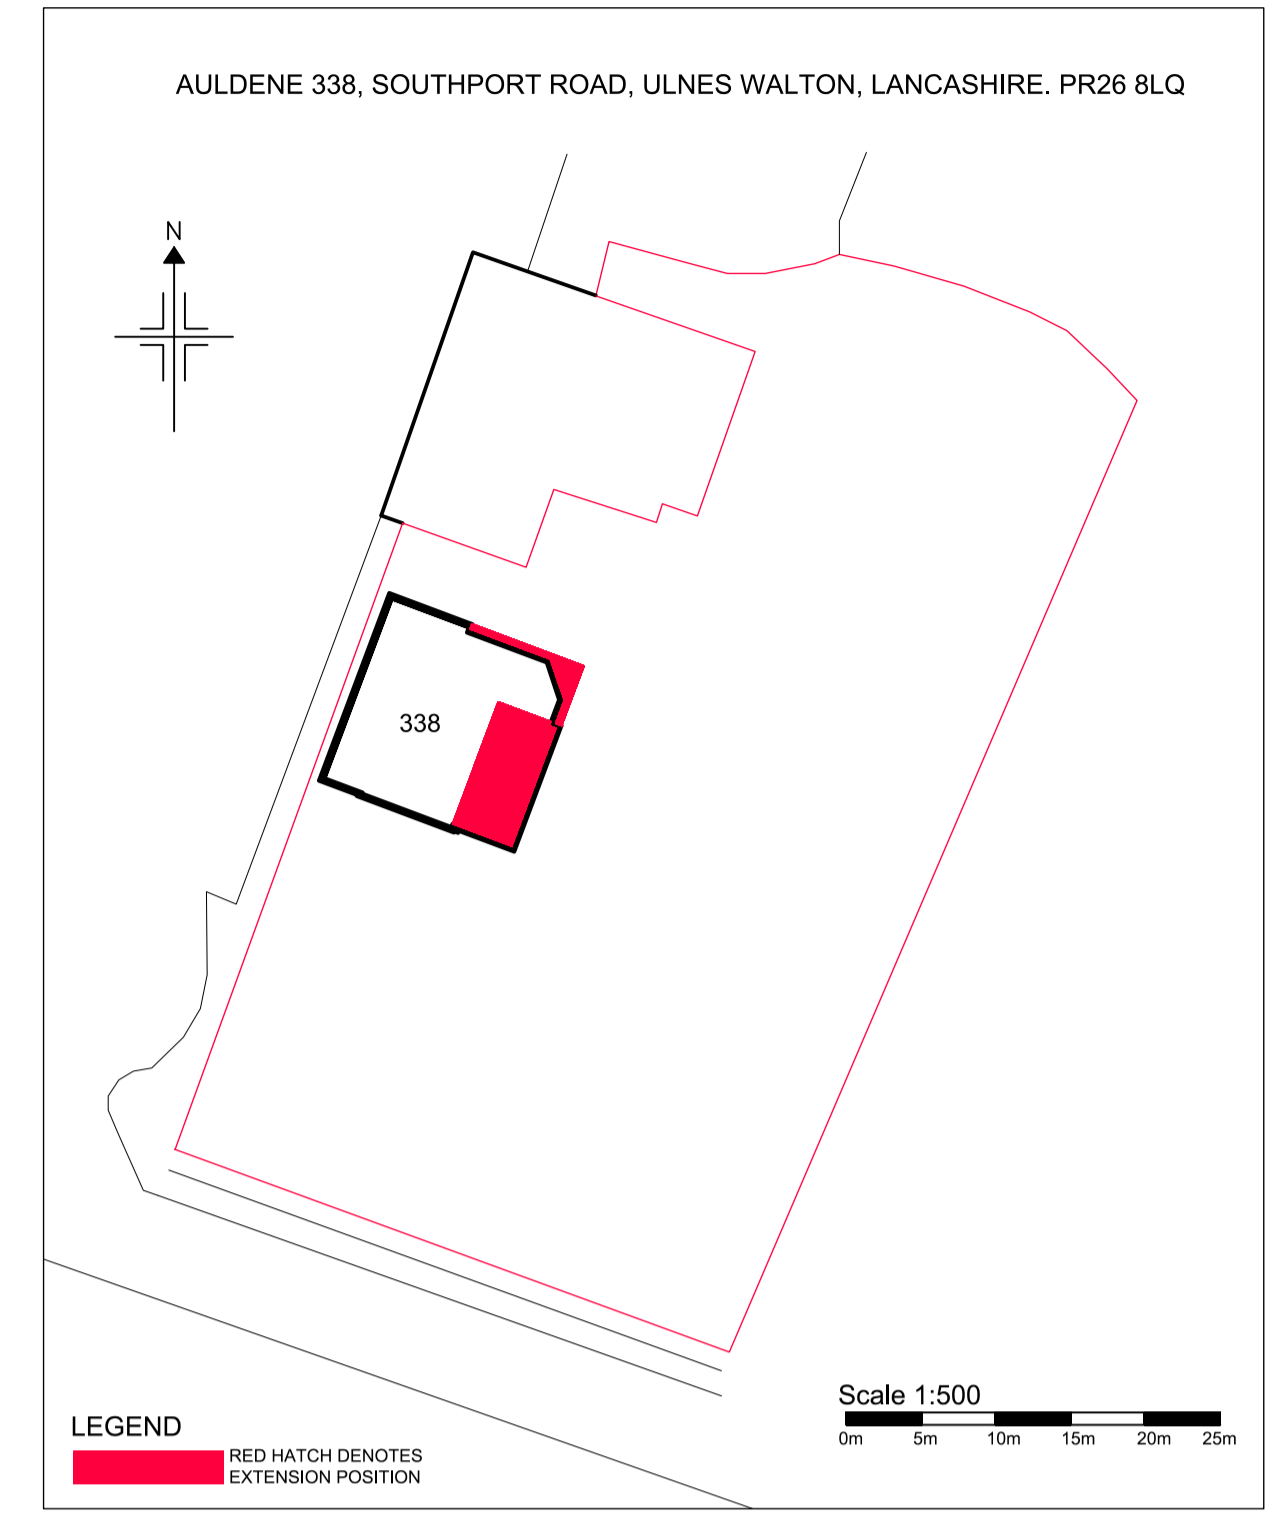 AULDENE 338, SOUTHPORT ROAD, ULNES WALTON, LANCASHIRE. PR26 8LQ
N
338
Scale 1:500
0m 5m 10m 15m 20m 25m
LEGEND
RED HATCH DENOTES
EXTENSION POSITION